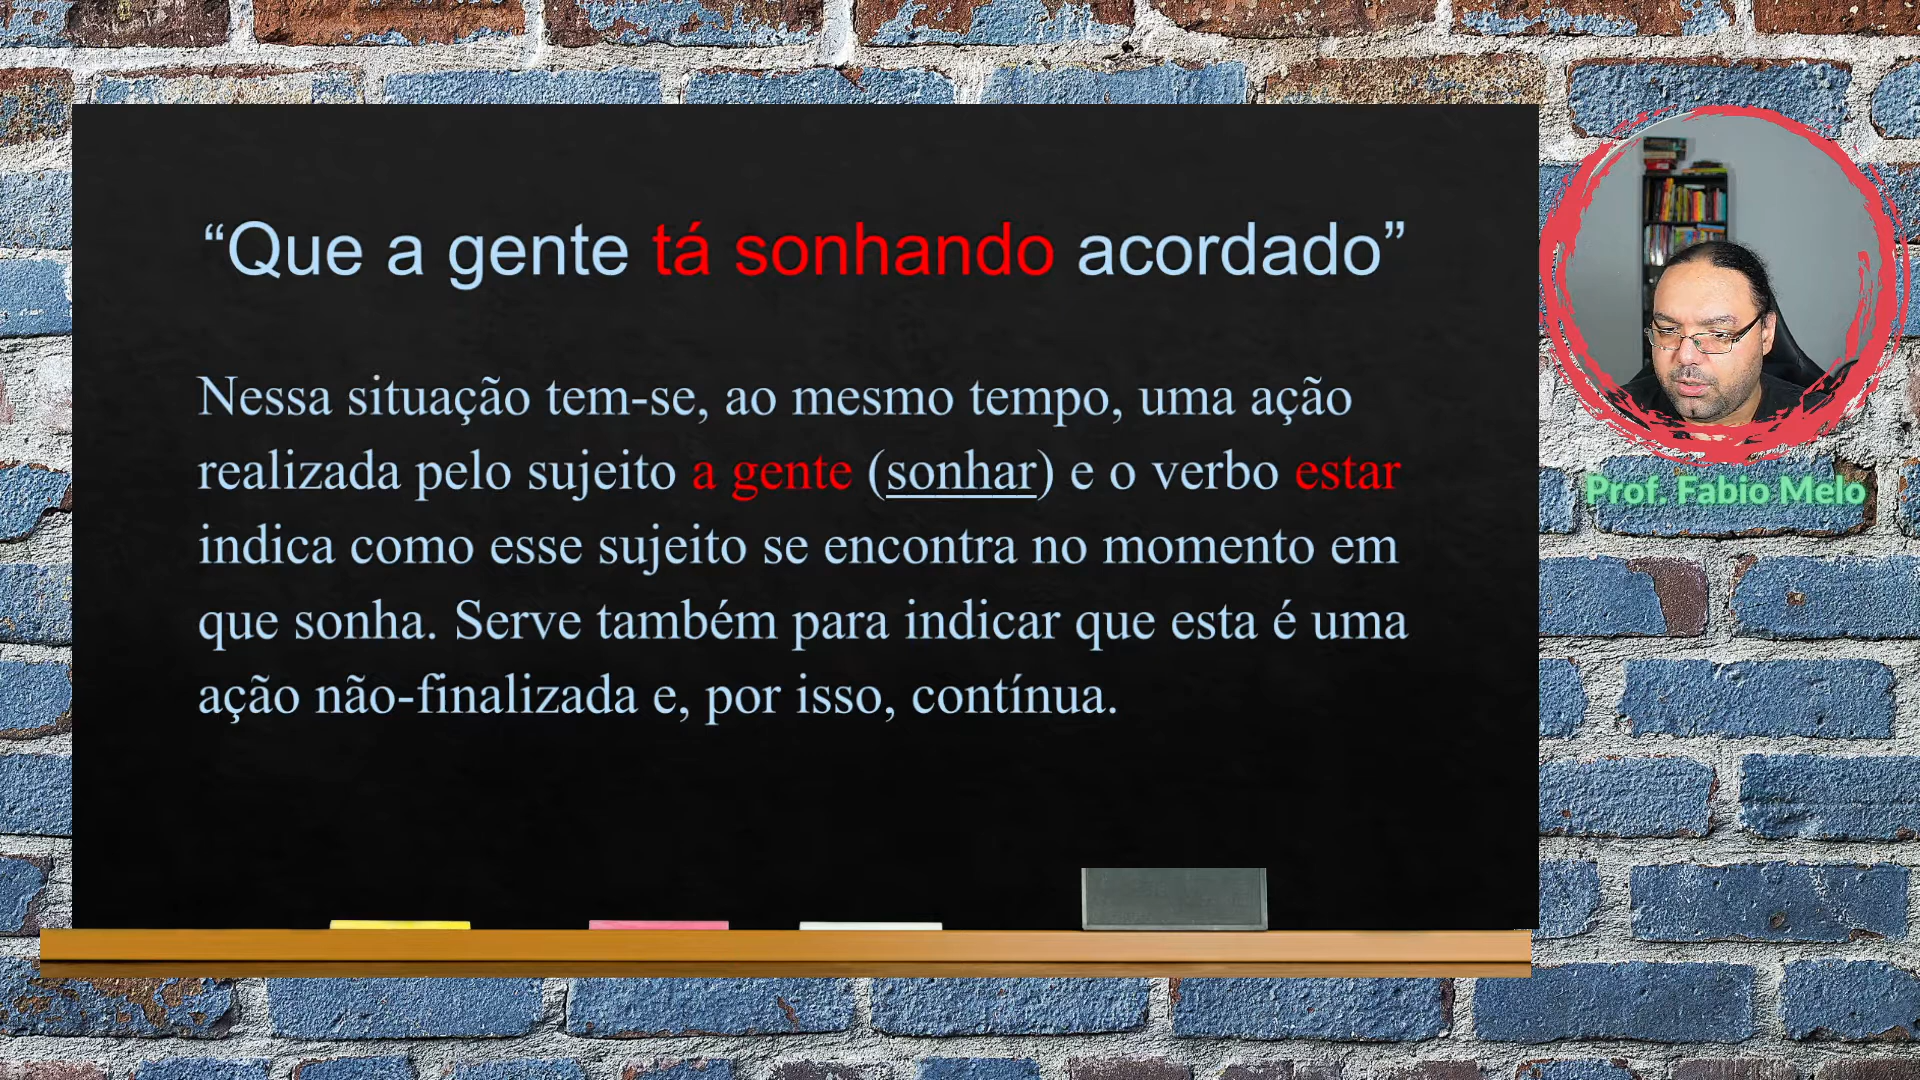 “Que a gente tá sonhando acordado”
Nessa situação tem-se, ao mesmo tempo, uma ação
realizada pelo sujeito a gente (sonhar) e o verbo estar
indica como esse sujeito se encontra no momento em
que sonha. Serve também para indicar que esta é uma
ação não-finalizada e, por isso, contínua.
Prof. Fabio Melo